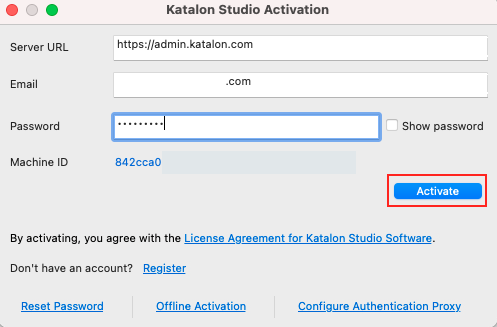 Katalon Studio Activation
Server URL https://admin.katalon.com
Email .com
Password ••••••••• Show password
Machine ID 842cca0
Activate
By activating, you agree with the License Agreement for Katalon Studio Software.
Don't have an account? Register
Reset Password Offline Activation Configure Authentication Proxy